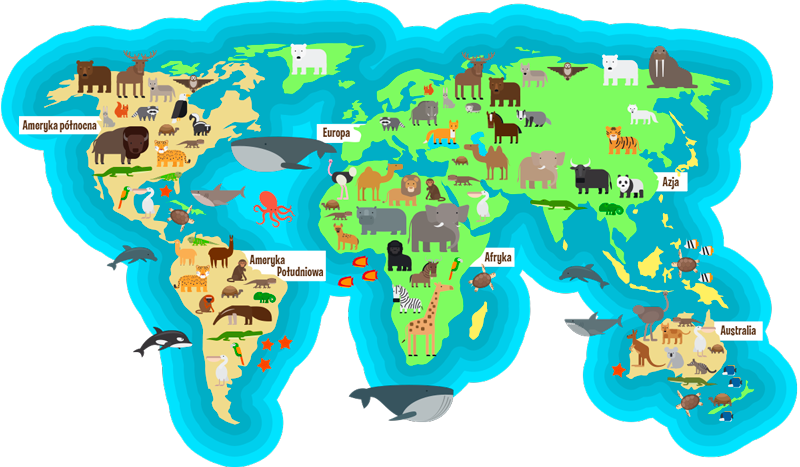 Ameryka północna
Europa
Azja
Ameryka
Południowa
Afryka
Australia